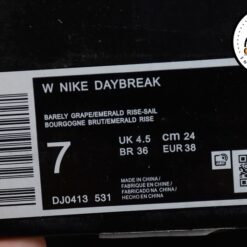 W NIKE DAYBREAK
BARELY GRAPE/EMERALD RISE-SAIL
BOURGOGNE BRUT/EMERALD RISE
7
UK 4.5 cm 24
BR 36 EUR 38
MADE IN CHINA /
FABRIQUE EN CHINE /
FABRICADO NA CHINA /
HECHO EN CHINA
DJ0413 531